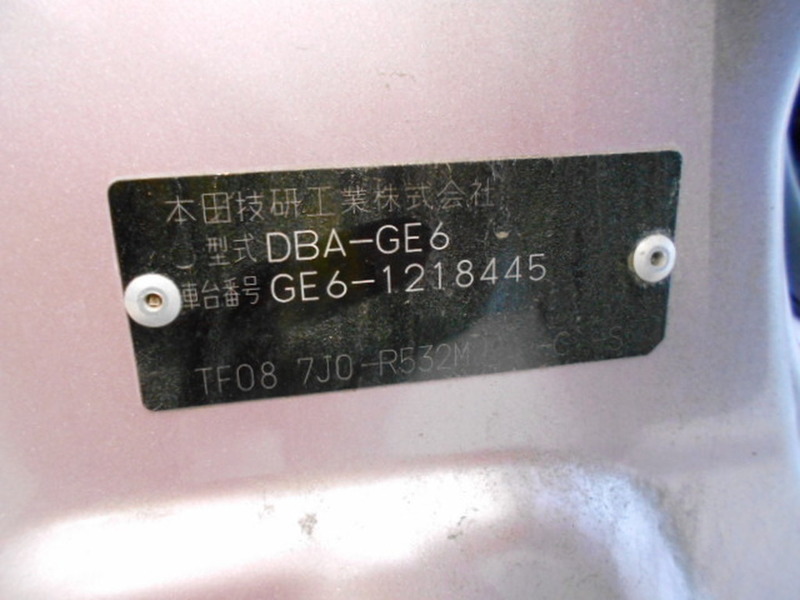 本田技研工業株式会社
型式 DBA-GE6
車台番号 GE6-1218445
TF08 7J0-R532M